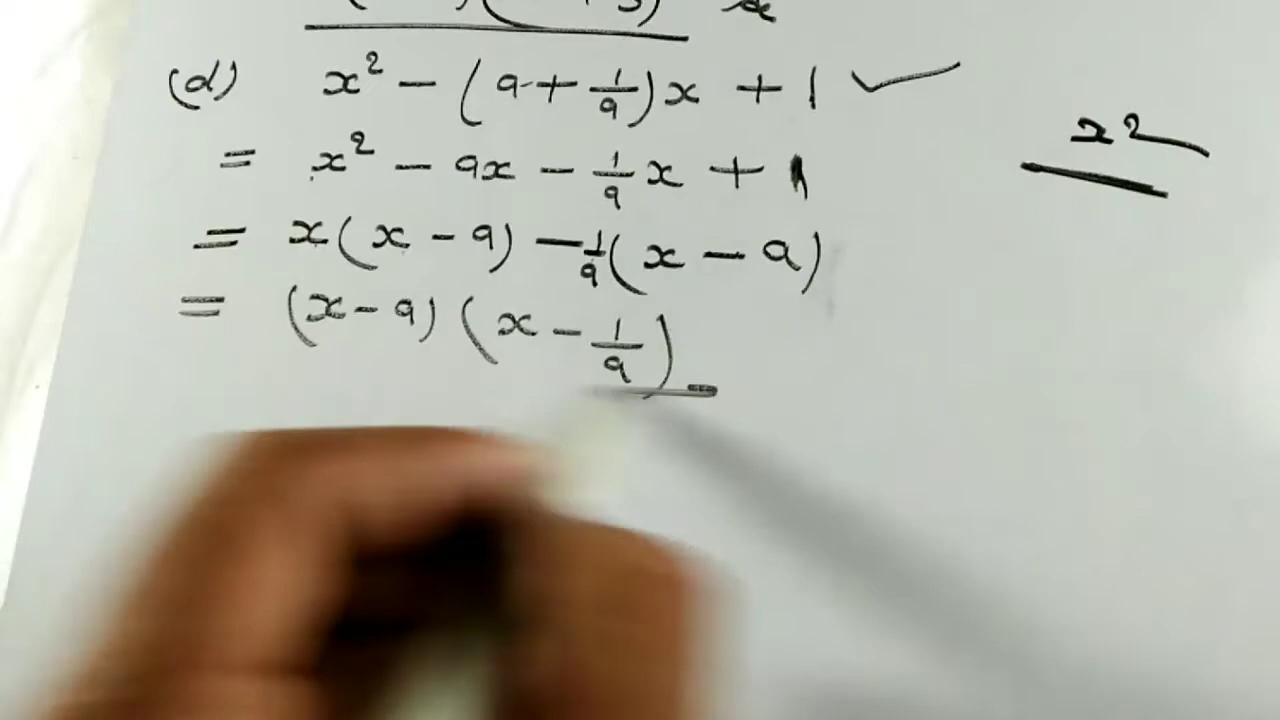 (d) x² - (a + 1/a)x + 1 ✓
x²
= x² - ax - 1/a x + 1
= x(x - a) - 1/a(x - a)
= (x - a)(x - 1/a)